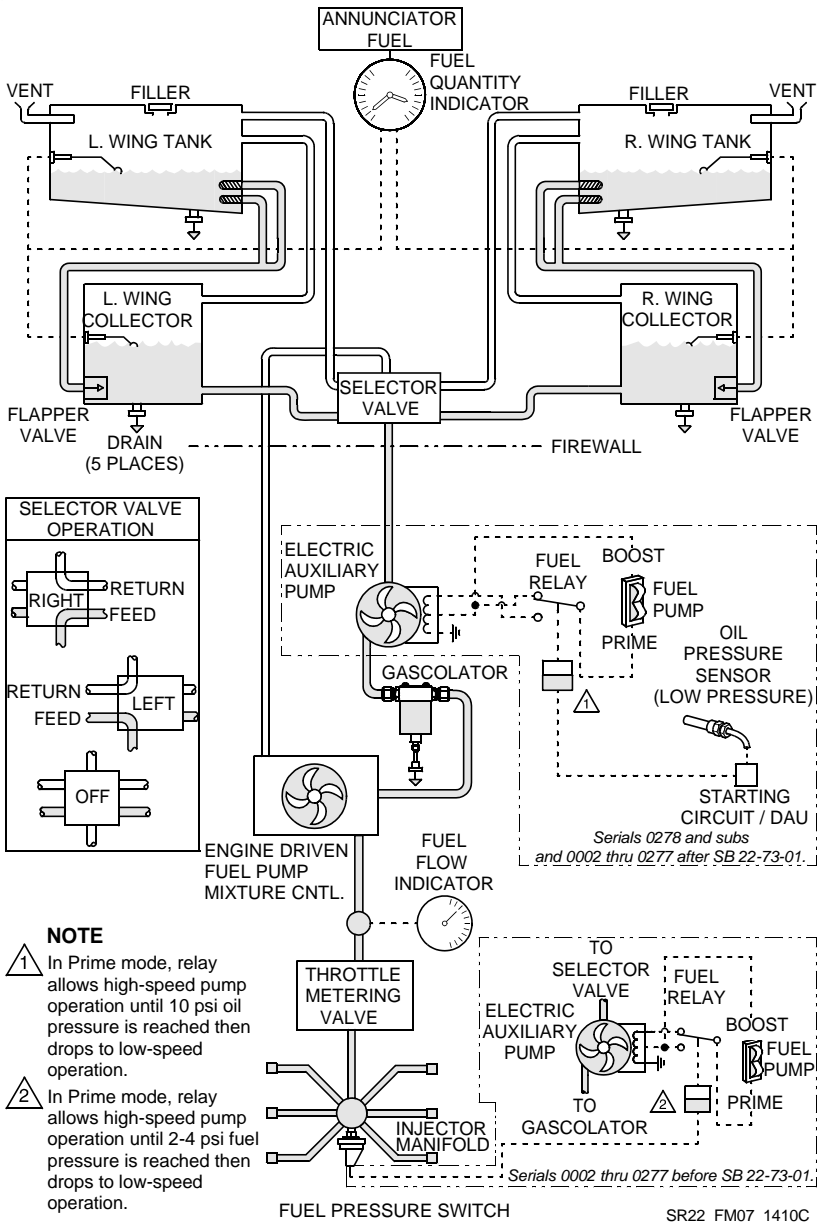 ANNUNCIATOR
FUEL
FUEL
QUANTITY
INDICATOR
VENT
FILLER
L. WING TANK
FILLER
VENT
R. WING TANK
L. WING
COLLECTOR
R. WING
COLLECTOR
SELECTOR
VALVE
FLAPPER
VALVE
DRAIN
(5 PLACES)
FIREWALL
FLAPPER
VALVE
SELECTOR VALVE
OPERATION
RIGHT
RETURN
FEED
RETURN
FEED
LEFT
OFF
ELECTRIC
AUXILIARY
PUMP
FUEL
RELAY
BOOST
FUEL
PUMP
PRIME
OIL
PRESSURE
SENSOR
(LOW PRESSURE)
1
GASCOLATOR
STARTING
CIRCUIT / DAU
Serials 0278 and subs
and 0002 thru 0277 after SB 22-73-01.
ENGINE DRIVEN
FUEL PUMP
MIXTURE CNTL.
FUEL
FLOW
INDICATOR
THROTTLE
METERING
VALVE
INJECTOR
MANIFOLD
FUEL PRESSURE SWITCH
TO
SELECTOR
VALVE
ELECTRIC
AUXILIARY
PUMP
FUEL
RELAY
BOOST
FUEL
PUMP
PRIME
2
TO
GASCOLATOR
Serials 0002 thru 0277 before SB 22-73-01.
NOTE
1
In Prime mode, relay
allows high-speed pump
operation until 10 psi oil
pressure is reached then
drops to low-speed
operation.
2
In Prime mode, relay
allows high-speed pump
operation until 2-4 psi fuel
pressure is reached then
drops to low-speed
operation.
SR22_FM07_1410C